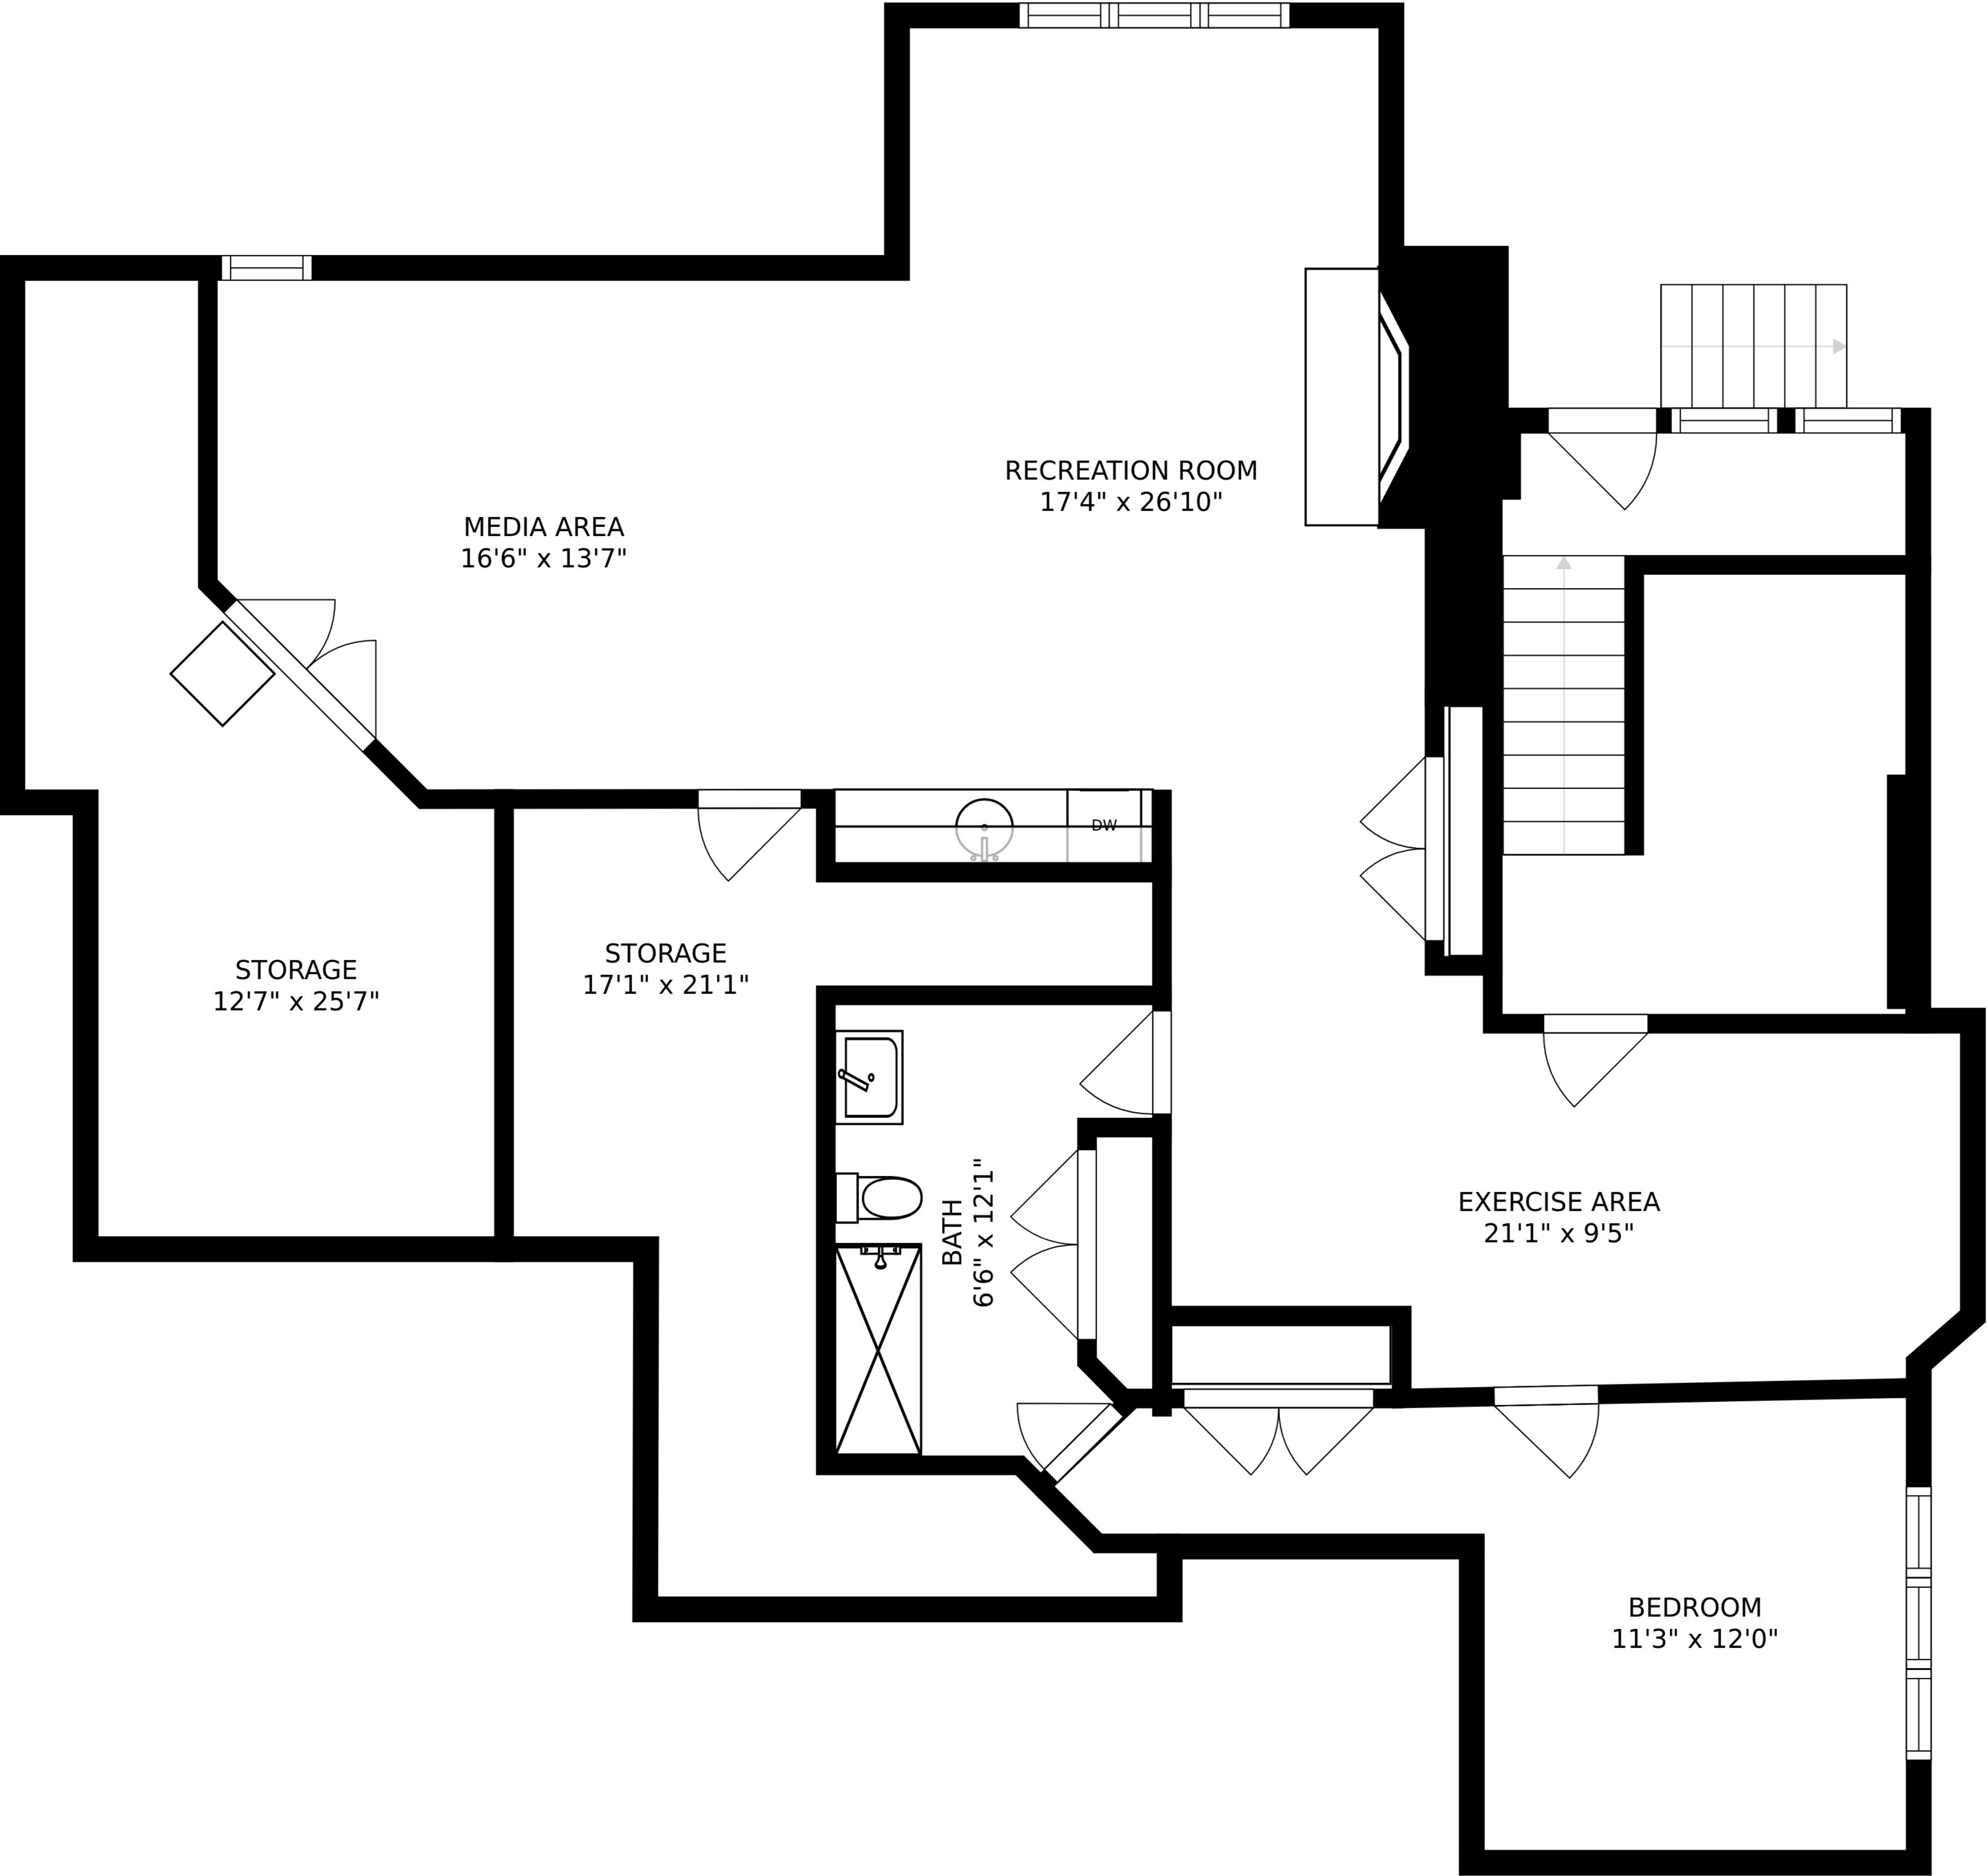 RECREATION ROOM
17'4" x 26'10"
MEDIA AREA
16'6" x 13'7"
DW
STORAGE
17'1" x 21'1"
STORAGE
12'7" x 25'7"
BATH
6'6" x 12'1"
EXERCISE AREA
21'1" x 9'5"
BEDROOM
11'3" x 12'0"